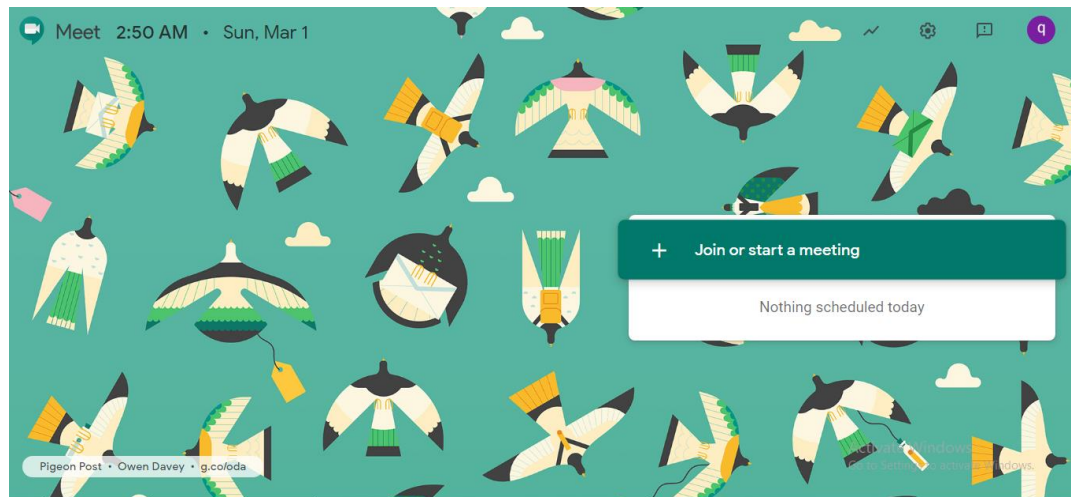 Meet 2:50 AM • Sun, Mar 1
q
Join or start a meeting
Nothing scheduled today
Activate Windows
Go to Settings to activate Windows.
Pigeon Post • Owen Davey • g.co/oda